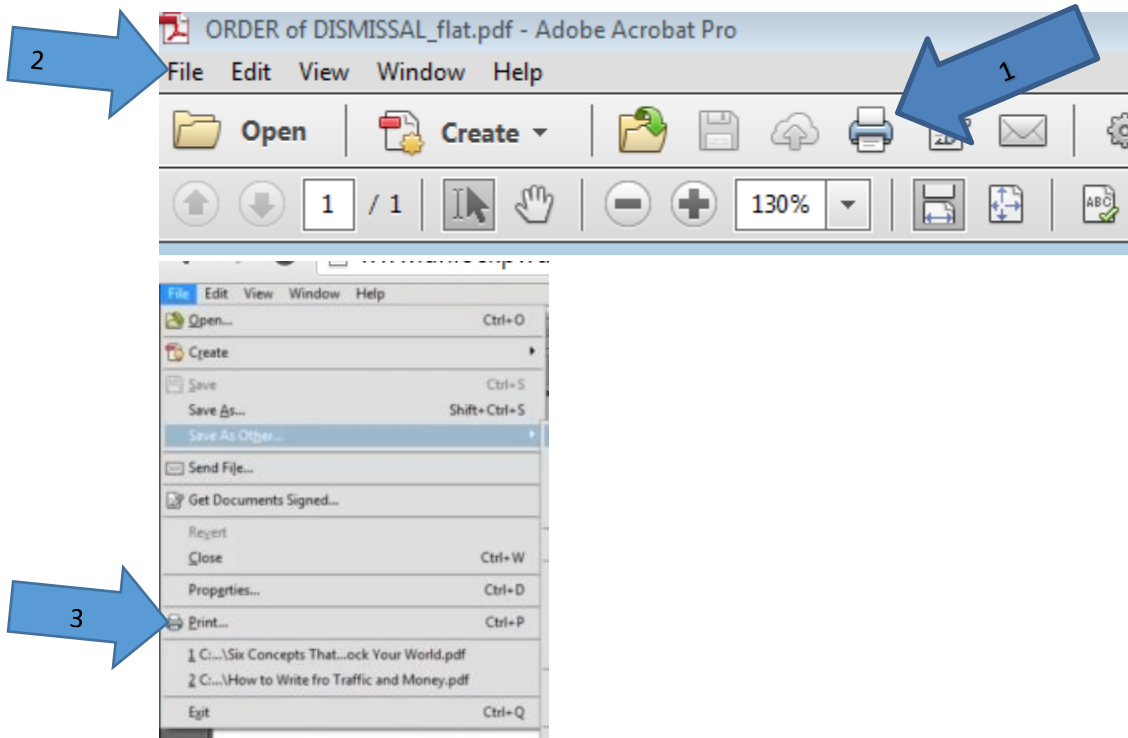 ORDER of DISMISSAL_flat.pdf - Adobe Acrobat Pro
2
1
File Edit View Window Help
Open Create
1 / 1 130% ABC
File Edit View Window Help
Open... Ctrl+O
Create
Save Ctrl+S
Save As... Shift+Ctrl+S
Save As Other...
Send File...
Get Documents Signed...
Revert
Close Ctrl+W
Properties... Ctrl+D
3
Print... Ctrl+P
1 C:...\Six Concepts That...ock Your World.pdf
2 C:...\How to Write fro Traffic and Money.pdf
Exit Ctrl+Q